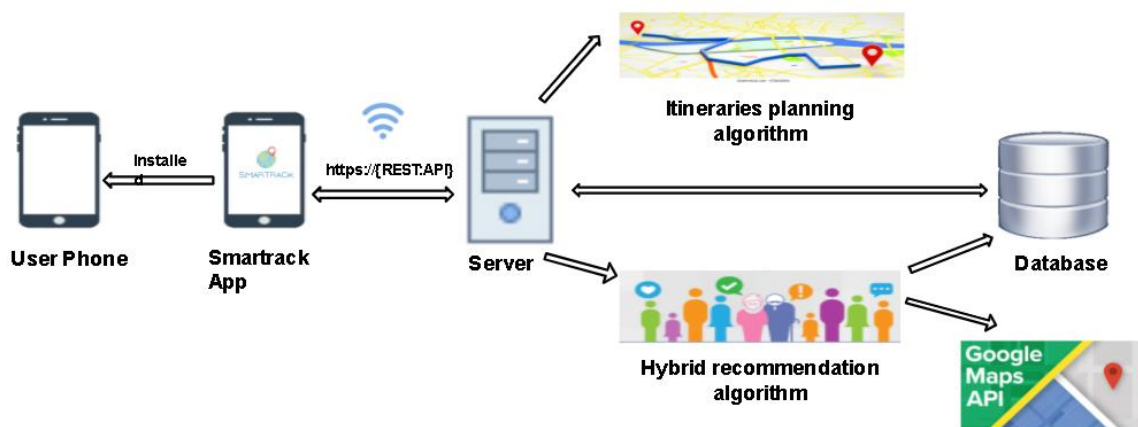 Itineraries planning
algorithm
Installe
d
https://{REST:API}
SMARTRACK
User Phone
Smartrack
App
Server
Database
Hybrid recommendation
algorithm
Google
Maps
API